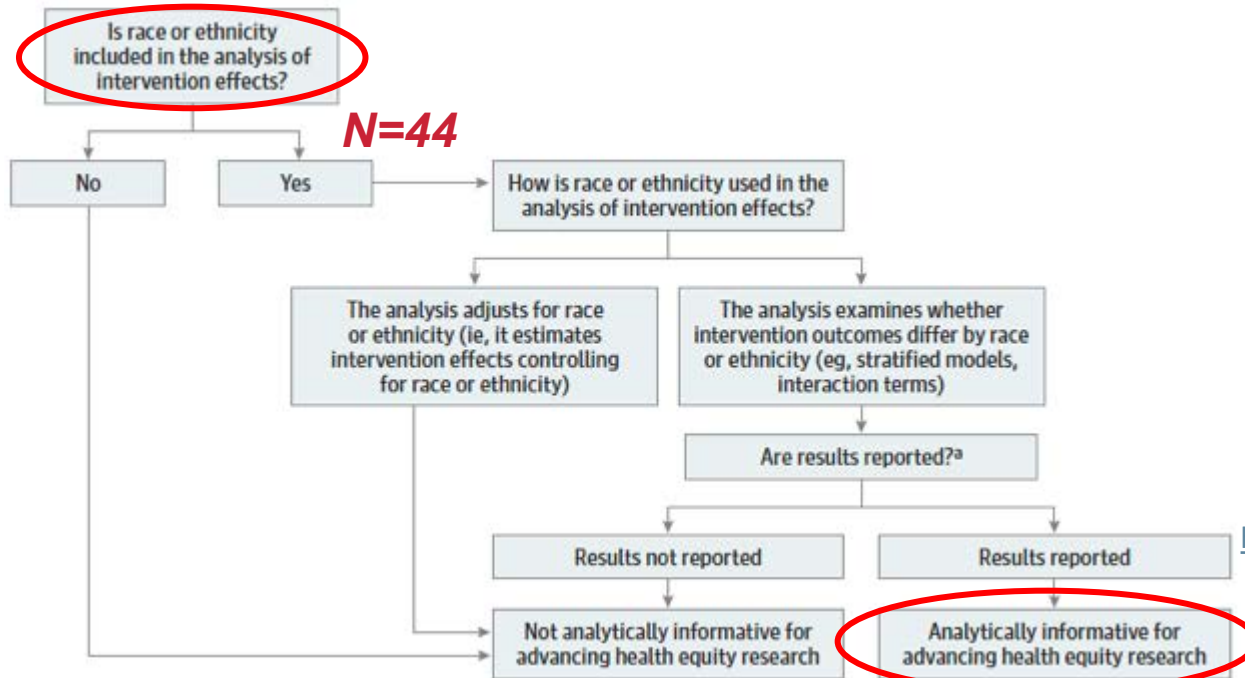 Is race or ethnicity
included in the analysis of
intervention effects?
N=44
No
Yes
How is race or ethnicity used in the
analysis of intervention effects?
The analysis adjusts for race
or ethnicity (ie, it estimates
intervention effects controlling
for race or ethnicity)
The analysis examines whether
intervention outcomes differ by race
or ethnicity (eg, stratified models,
interaction terms)
Are results reported?ᵃ
Results not reported
Results reported
Not analytically informative for
advancing health equity research
Analytically informative for
advancing health equity research